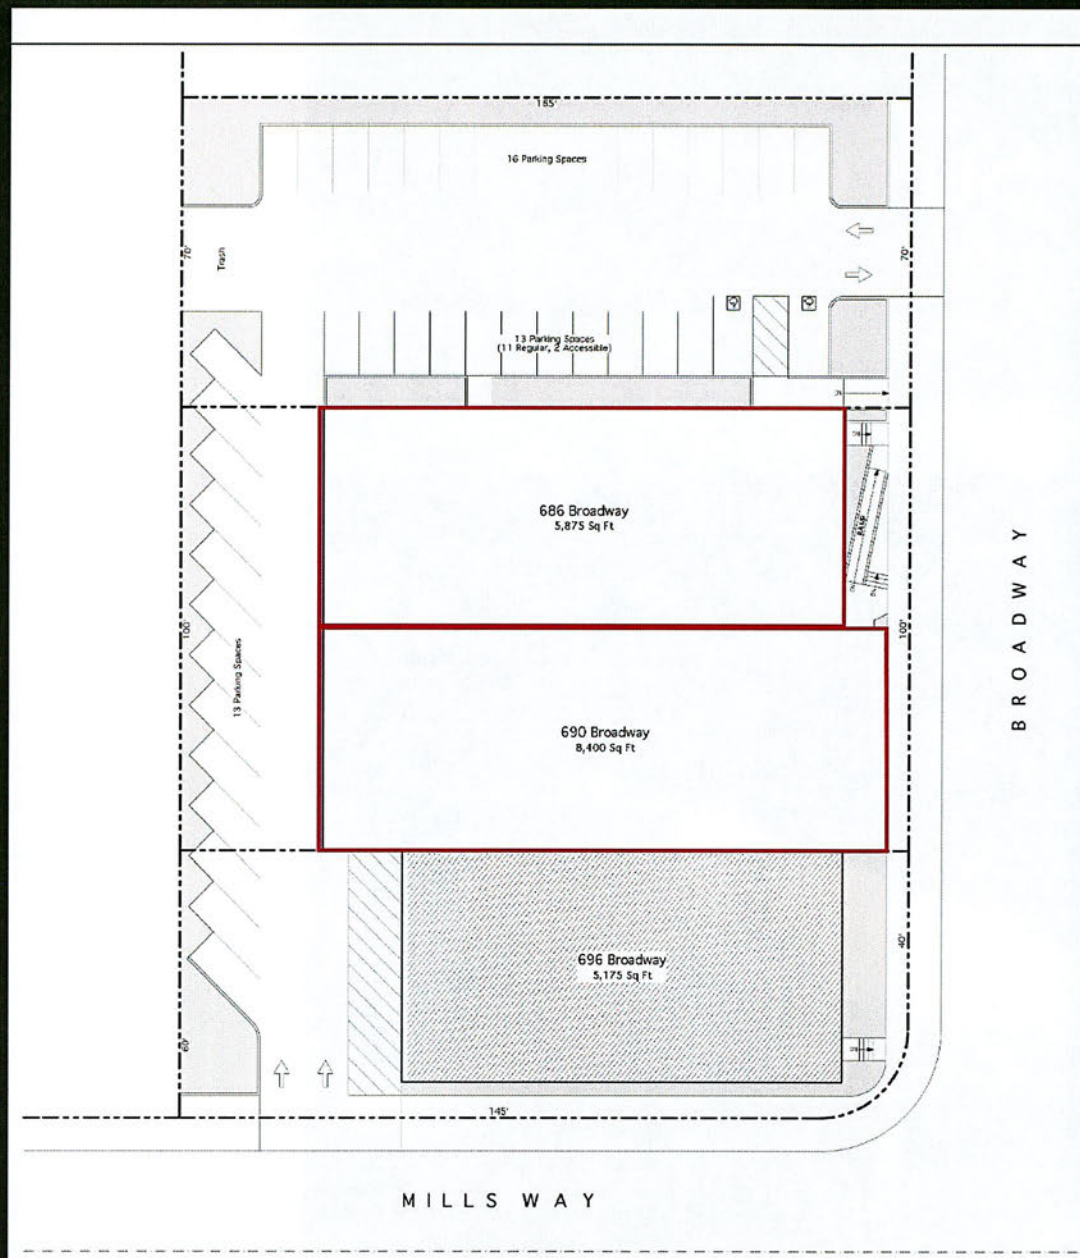 165'
16 Parking Spaces
70'
Trash
70'
13 Parking Spaces
(11 Regular, 2 Accessible)
DN
686 Broadway
5,875 Sq Ft
RAMP
100'
13 Parking Spaces
100'
BROADWAY
690 Broadway
8,400 Sq Ft
40'
696 Broadway
5,175 Sq Ft
60'
145'
MILLS WAY